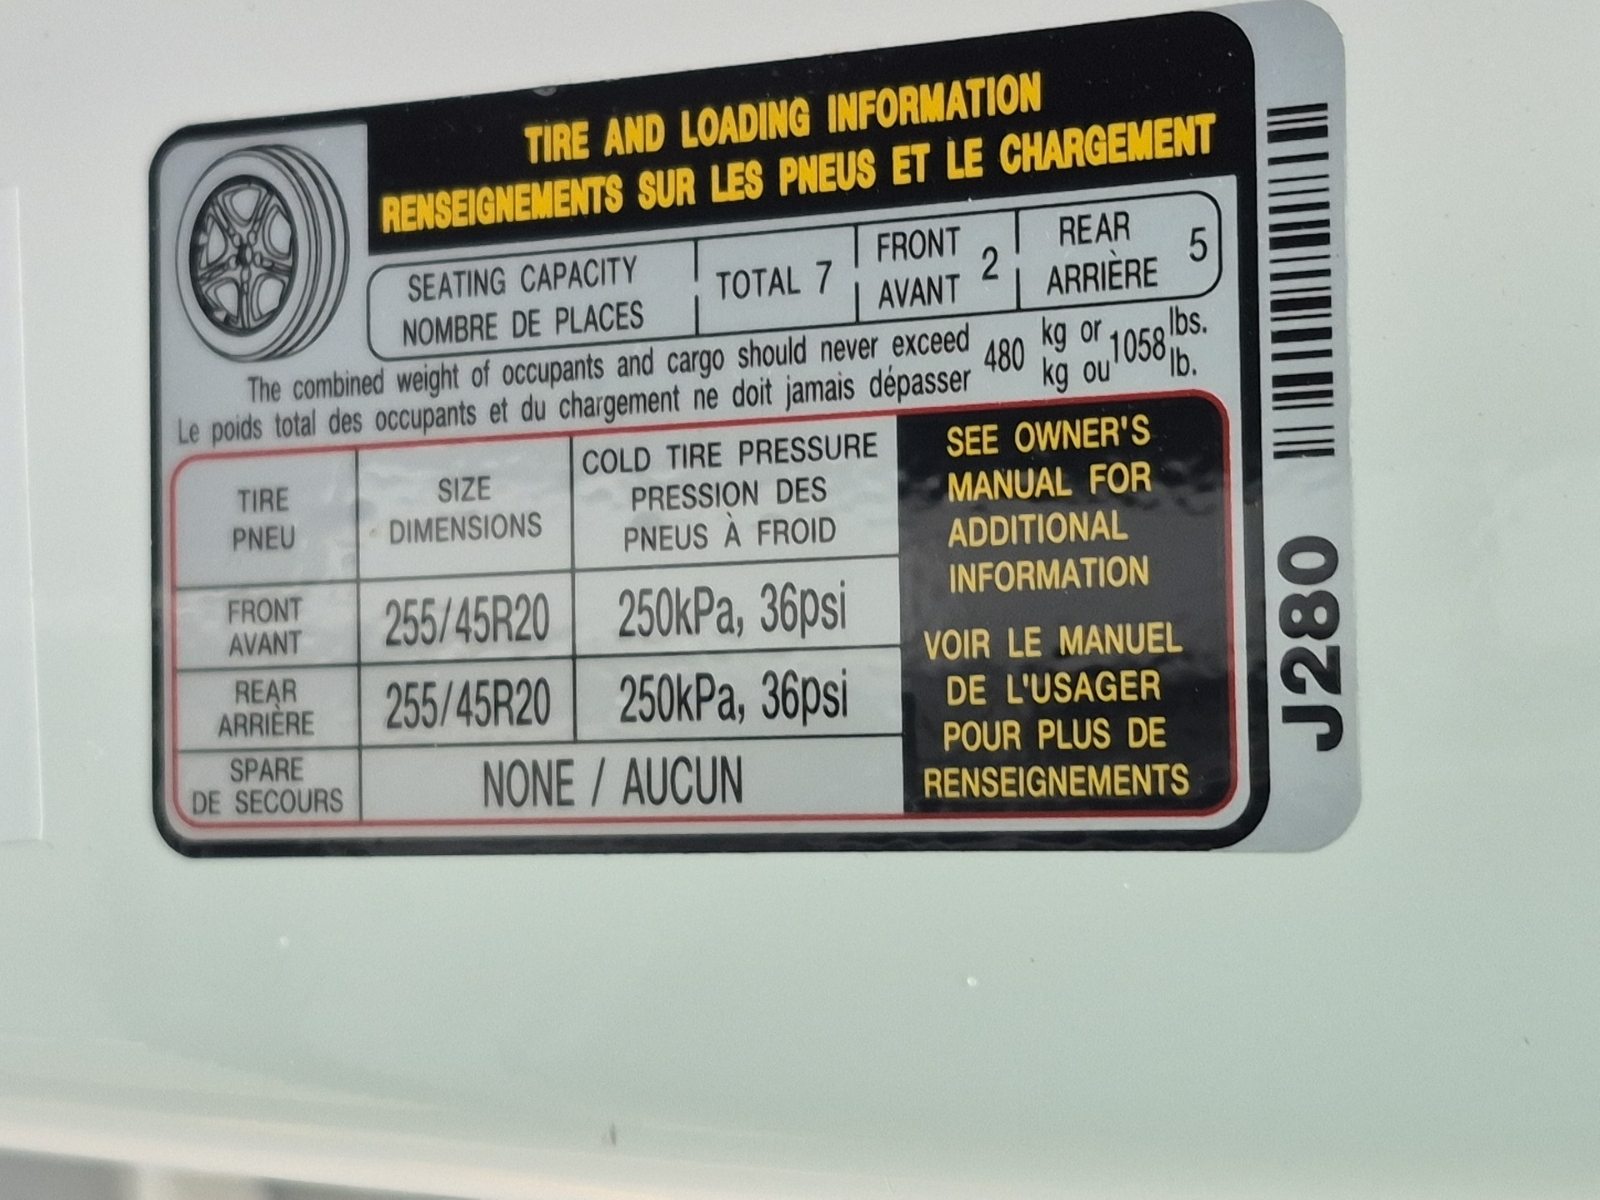 TIRE AND LOADING INFORMATION
RENSEIGNEMENTS SUR LES PNEUS ET LE CHARGEMENT
SEATING CAPACITY
NOMBRE DE PLACES
TOTAL 7
FRONT
AVANT
2
REAR
ARRIÈRE
5
The combined weight of occupants and cargo should never exceed 480 kg or 1058 lbs.
Le poids total des occupants et du chargement ne doit jamais dépasser kg ou lb.
TIRE
PNEU
SIZE
DIMENSIONS
COLD TIRE PRESSURE
PRESSION DES
PNEUS À FROID
FRONT
AVANT
255/45R20
250kPa, 36psi
REAR
ARRIÈRE
255/45R20
250kPa, 36psi
SPARE
DE SECOURS
NONE / AUCUN
SEE OWNER'S
MANUAL FOR
ADDITIONAL
INFORMATION
VOIR LE MANUEL
DE L'USAGER
POUR PLUS DE
RENSEIGNEMENTS
J280